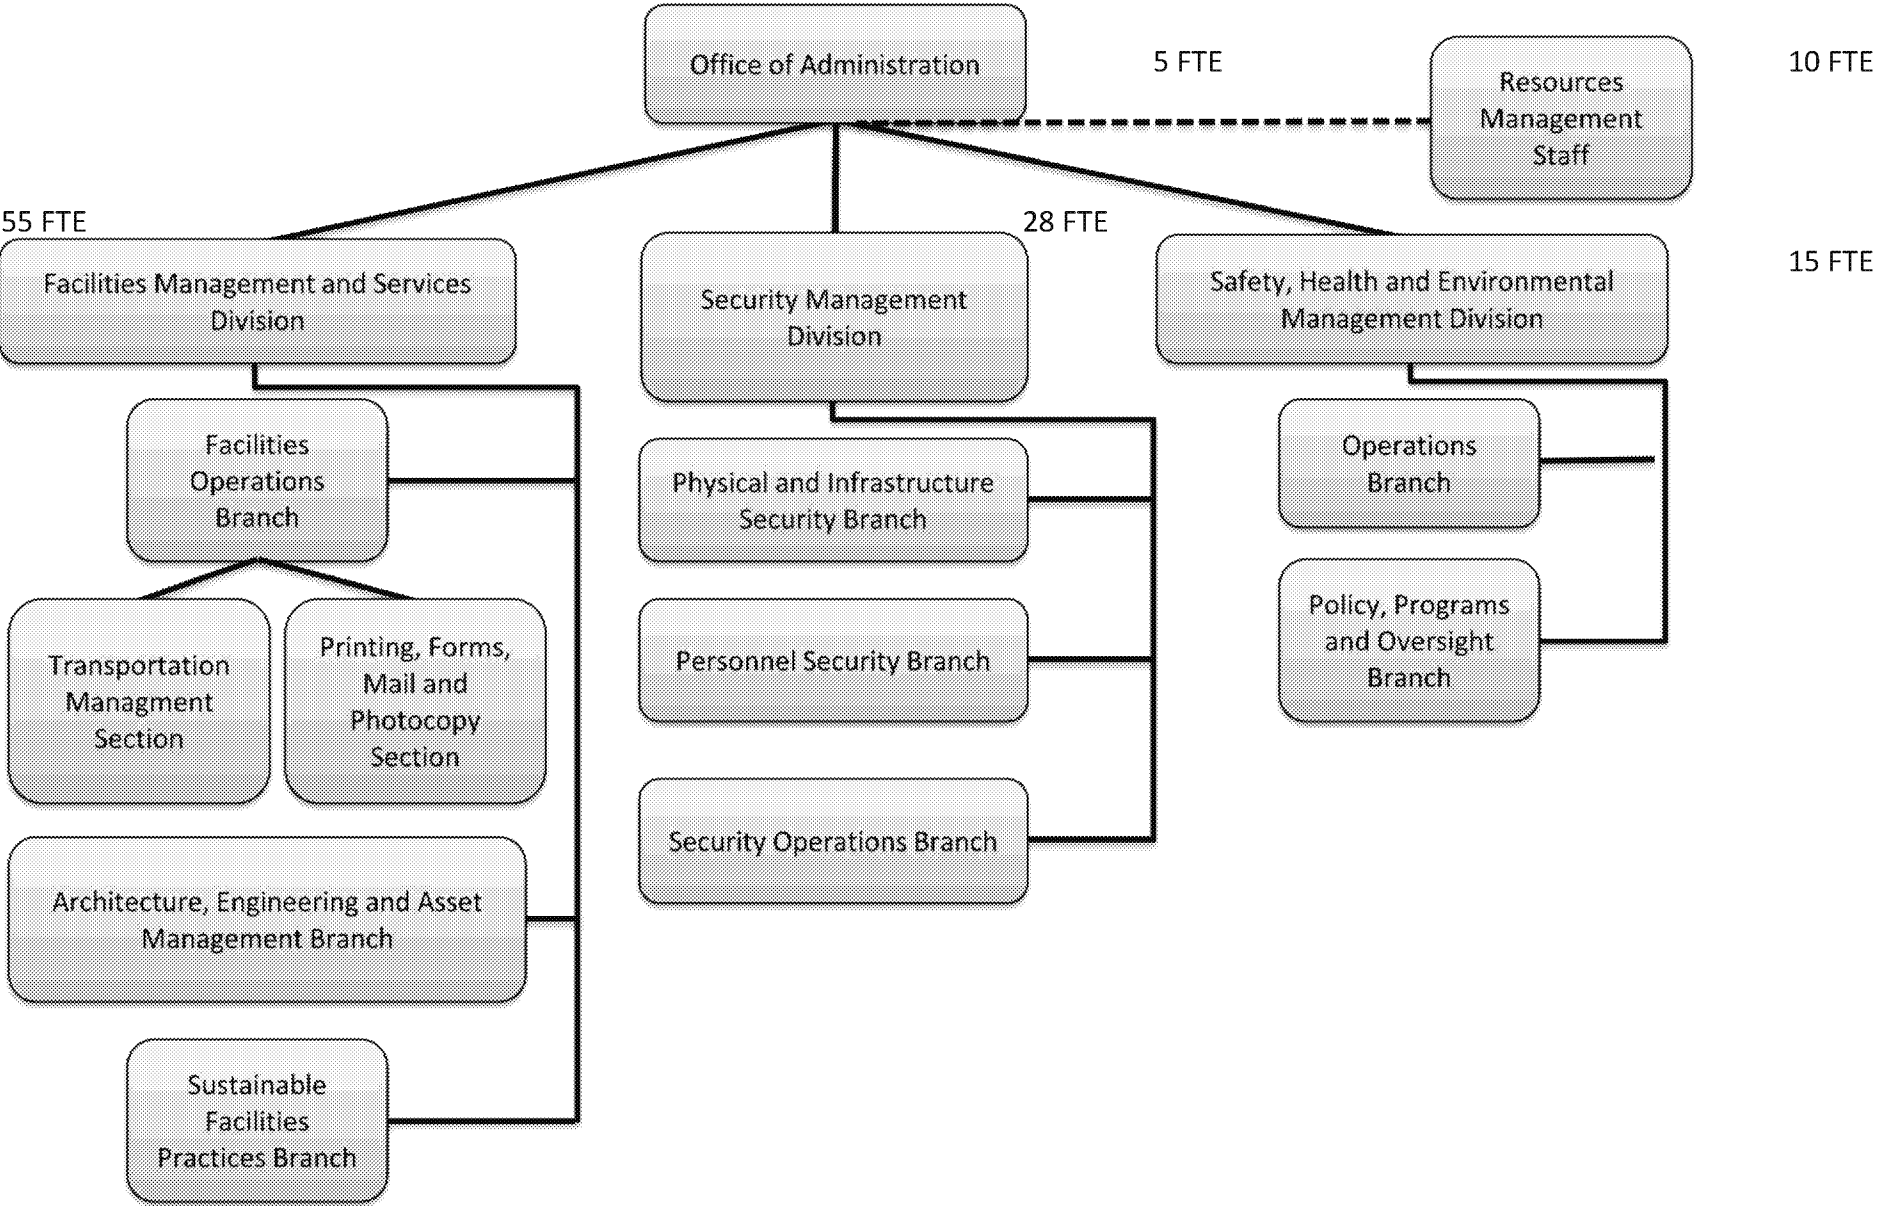 Office of Administration
5 FTE
Resources
Management
Staff
10 FTE
55 FTE
Facilities Management and Services
Division
28 FTE
Security Management
Division
Safety, Health and Environmental
Management Division
15 FTE
Facilities
Operations
Branch
Transportation
Managment
Section
Printing, Forms,
Mail and
Photocopy
Section
Architecture, Engineering and Asset
Management Branch
Sustainable
Facilities
Practices Branch
Physical and Infrastructure
Security Branch
Personnel Security Branch
Security Operations Branch
Operations
Branch
Policy, Programs
and Oversight
Branch